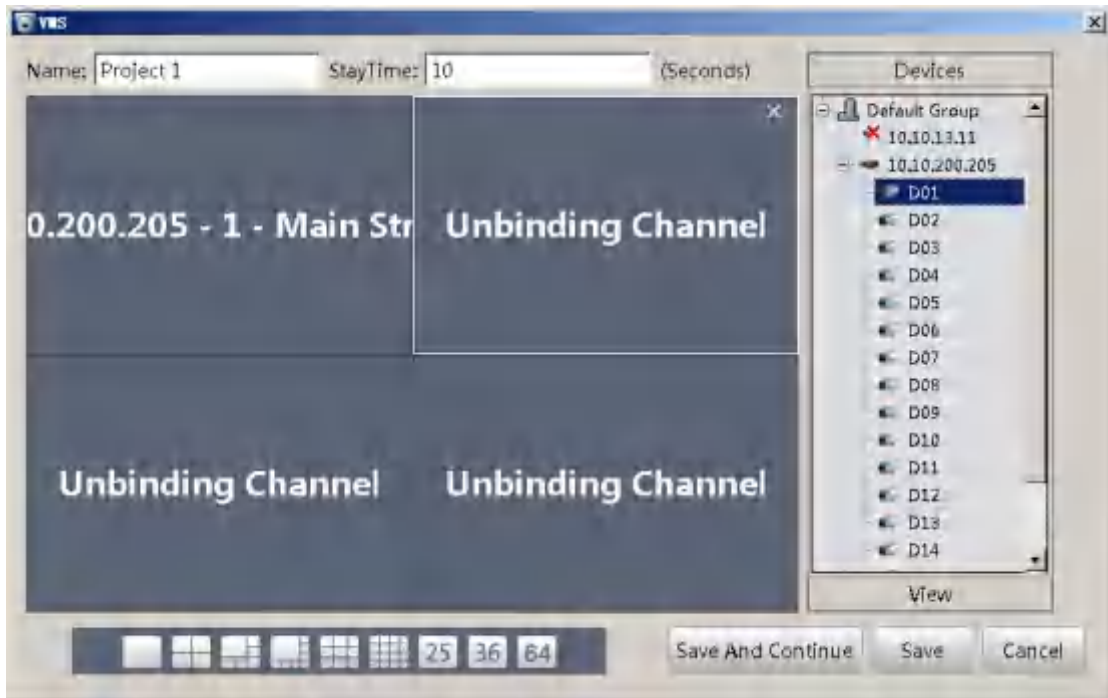 VMS
Name: Project 1 StayTime: 10 (Seconds)
Devices
Default Group
10.10.13.11
10.10.200.205
D01
D02
D03
D04
D05
D06
D07
D08
D09
D10
D11
D12
D13
D14
View
0.200.205 - 1 - Main Str
Unbinding Channel
Unbinding Channel
Unbinding Channel
25 36 64
Save And Continue Save Cancel